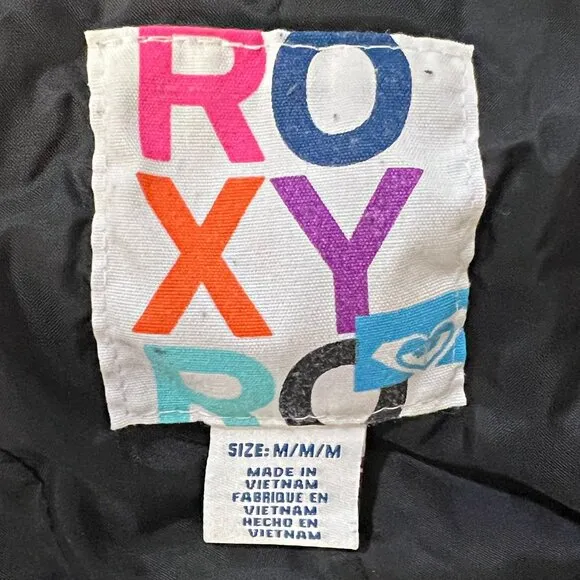 RO
XY
RO
SIZE: M/M/M
MADE IN
VIETNAM
FABRIQUE EN
VIETNAM
HECHO EN
VIETNAM